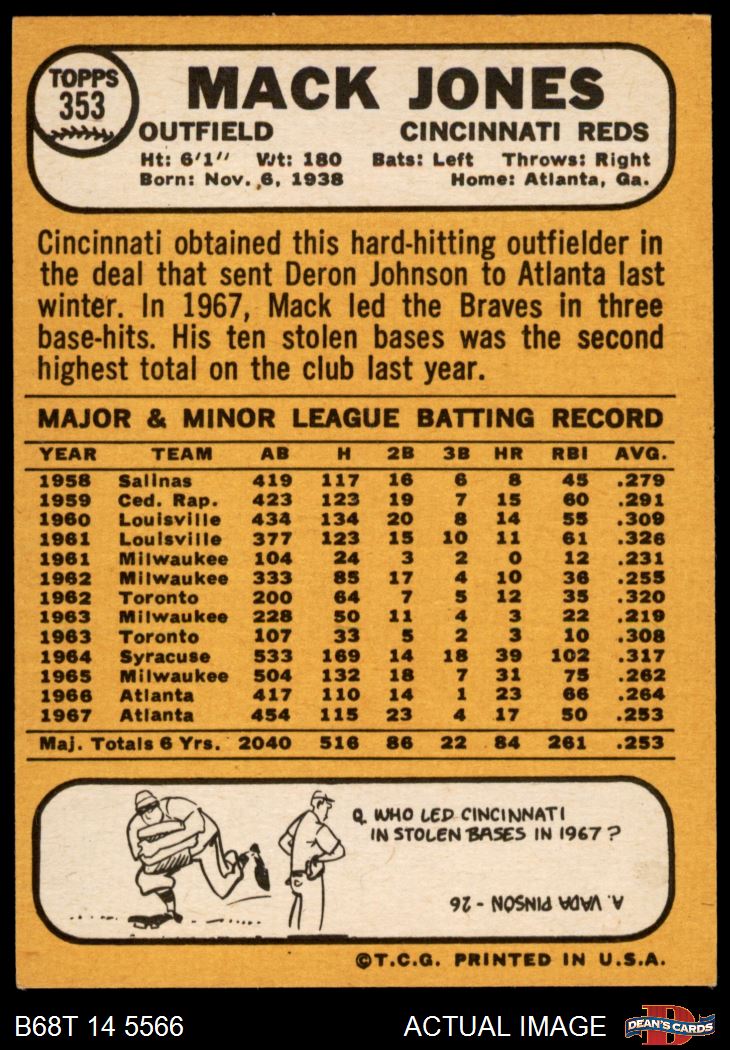 TOPPS
353
MACK JONES
OUTFIELD CINCINNATI REDS
Ht: 6'1" Wt: 180 Bats: Left Throws: Right
Born: Nov. 6, 1938 Home: Atlanta, Ga.
Cincinnati obtained this hard-hitting outfielder in
the deal that sent Deron Johnson to Atlanta last
winter. In 1967, Mack led the Braves in three
base-hits. His ten stolen bases was the second
highest total on the club last year.
MAJOR & MINOR LEAGUE BATTING RECORD
YEAR TEAM AB H 2B 3B HR RBI AVG.
1958 Salinas 419 117 16 6 8 45 .279
1959 Ced. Rap. 423 123 19 7 15 60 .291
1960 Louisville 434 134 20 8 14 55 .309
1961 Louisville 377 123 15 10 11 61 .326
1961 Milwaukee 104 24 3 2 0 12 .231
1962 Milwaukee 333 85 17 4 10 36 .255
1962 Toronto 200 64 7 5 12 35 .320
1963 Milwaukee 228 50 11 4 3 22 .219
1963 Toronto 107 33 5 2 3 10 .308
1964 Syracuse 533 169 14 18 39 102 .317
1965 Milwaukee 504 132 18 7 31 75 .262
1966 Atlanta 417 110 14 1 23 66 .264
1967 Atlanta 454 115 23 4 17 50 .253
Maj. Totals 6 Yrs. 2040 516 86 22 84 261 .253
Q. WHO LED CINCINNATI
IN STOLEN BASES IN 1967?
A. VADA PINSON - 26
©T.C.G. PRINTED IN U.S.A.
B68T 14 5566 ACTUAL IMAGE
D
DEAN'S CARDS